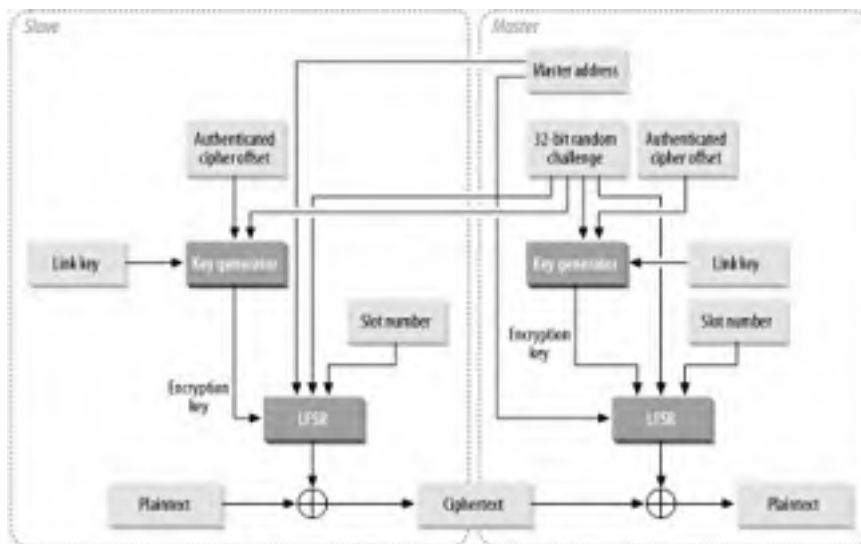 Slave
Master
Master address
Authenticated
cipher offset
32-bit random
challenge
Authenticated
cipher offset
Link key
Key generator
Key generator
Link key
Slot number
Slot number
Encryption
key
Encryption
key
LFSR
LFSR
Plaintext
Ciphertext
Plaintext